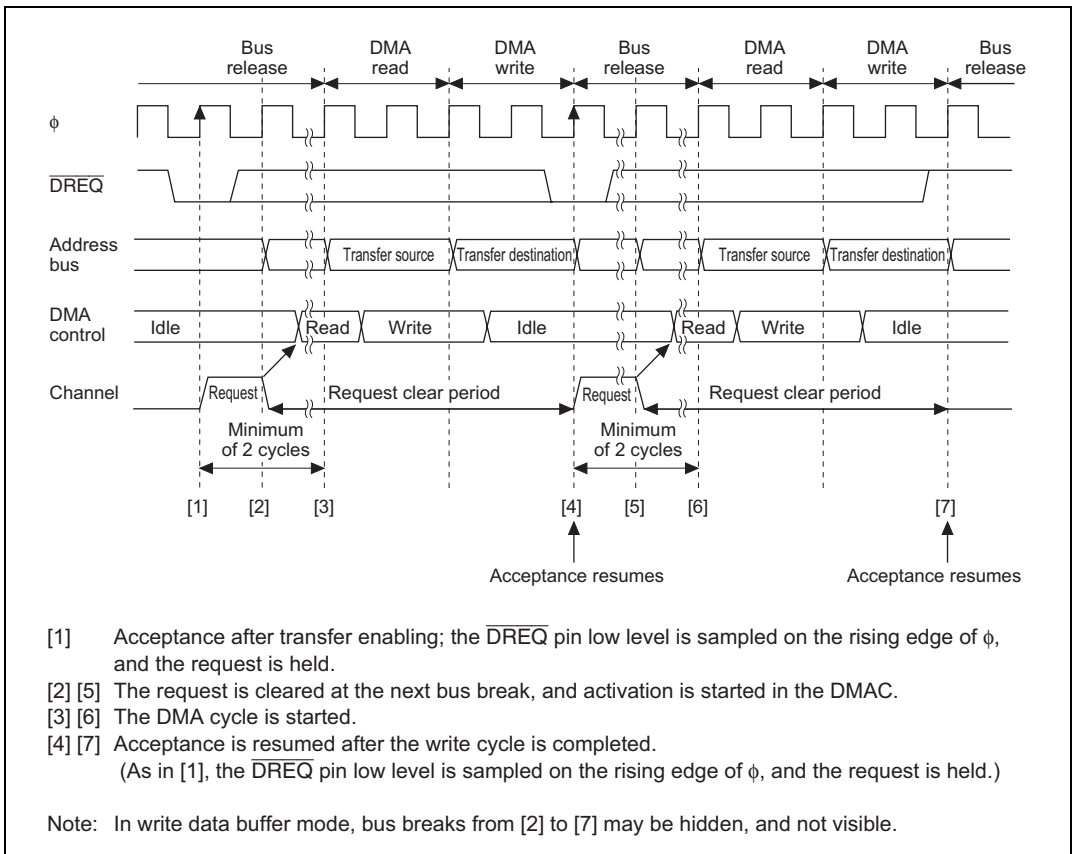 Bus release DMA read DMA write Bus release DMA read DMA write Bus release
ϕ
DREQ
Address bus Transfer source Transfer destination Transfer source Transfer destination
DMA control Idle Read Write Idle Read Write Idle
Channel Request Request clear period Request Request clear period
Minimum of 2 cycles Minimum of 2 cycles
[1] [2] [3] [4] [5] [6] [7]
Acceptance resumes Acceptance resumes
[1] Acceptance after transfer enabling; the DREQ pin low level is sampled on the rising edge of ϕ,
and the request is held.
[2] [5] The request is cleared at the next bus break, and activation is started in the DMAC.
[3] [6] The DMA cycle is started.
[4] [7] Acceptance is resumed after the write cycle is completed.
(As in [1], the DREQ pin low level is sampled on the rising edge of ϕ, and the request is held.)
Note: In write data buffer mode, bus breaks from [2] to [7] may be hidden, and not visible.